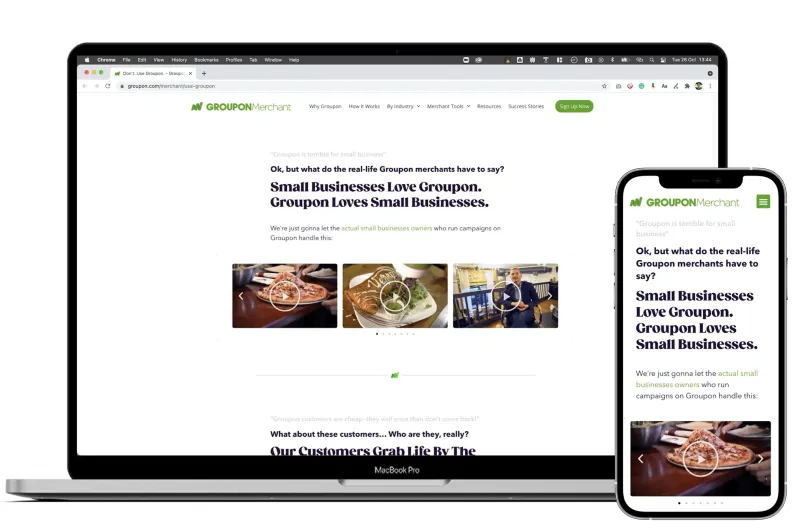 Chrome File Edit View History Bookmarks Profiles Tab Window Help
Tue 26 Oct 13:44
Don't Use Groupon. – Group
groupon.com/merchant/use-groupon
GROUPONMerchant
Why Groupon How it Works By Industry Merchant Tools Resources Success Stories Sign Up Now
"Groupon is terrible for small business"
Ok, but what do the real-life Groupon merchants have to say?
Small Businesses Love Groupon.
Groupon Loves Small Businesses.
We're just gonna let the actual small businesses owners who run campaigns on
Groupon handle this:
"Groupon customers are cheap–they visit once then don't come back!"
What about these customers... Who are they, really?
Our Customers Grab Life By The
MacBook Pro
GROUPONMerchant
"Groupon is terrible for small
business"
Ok, but what do the real-life
Groupon merchants have to
say?
Small Businesses
Love Groupon.
Groupon Loves
Small Businesses.
We're just gonna let the actual small
businesses owners who run
campaigns on Groupon handle this: